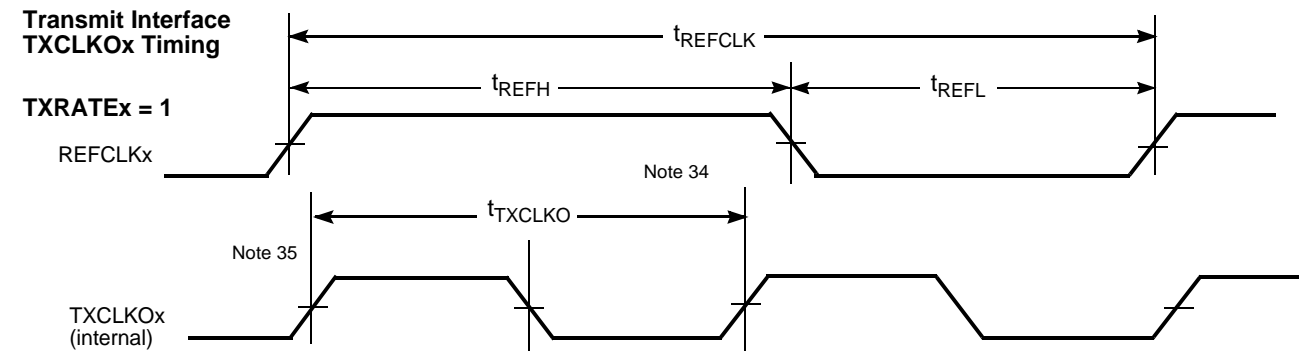 Transmit Interface
TXCLKOx Timing
tREFCLK
tREFH
tREFL
TXRATEx = 1
REFCLKx
Note 34
tTXCLKO
Note 35
TXCLKOx
(internal)